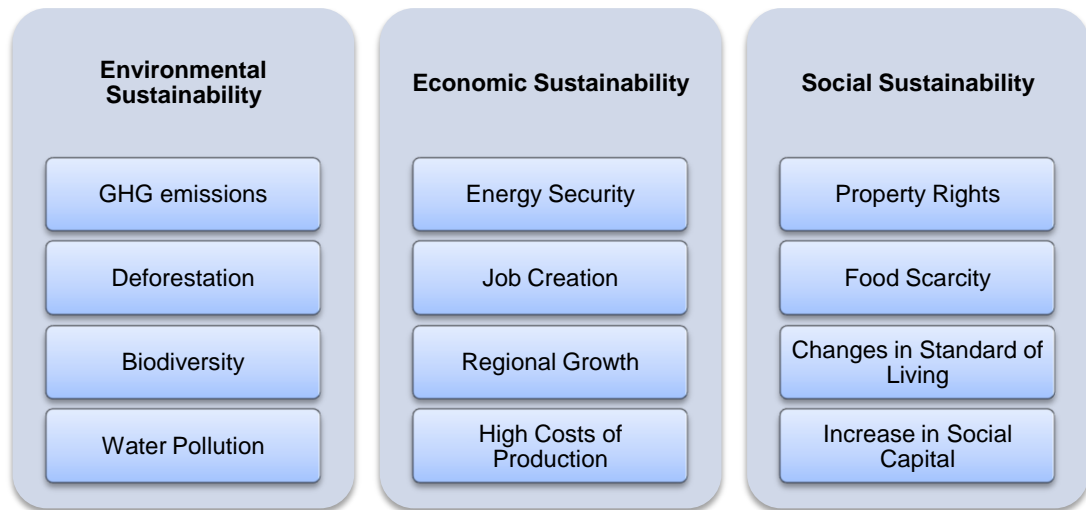 Environmental
Sustainability
GHG emissions
Deforestation
Biodiversity
Water Pollution
Economic Sustainability
Energy Security
Job Creation
Regional Growth
High Costs of
Production
Social Sustainability
Property Rights
Food Scarcity
Changes in Standard of
Living
Increase in Social
Capital